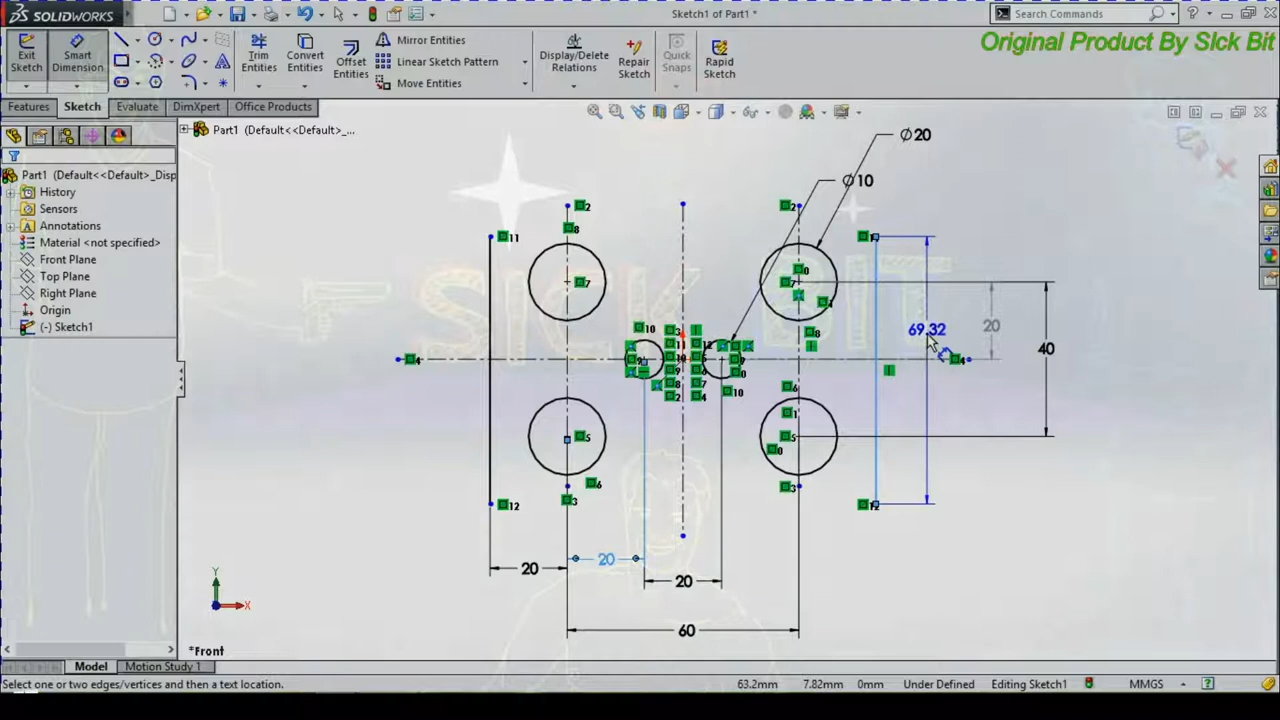 SOLIDWORKS
Sketch1 of Part1 *
Search Commands
Original Product By Sick Bit
Exit Sketch
Smart Dimension
Trim Entities
Convert Entities
Offset Entities
Mirror Entities
Linear Sketch Pattern
Move Entities
Display/Delete Relations
Repair Sketch
Quick Snaps
Rapid Sketch
Features
Sketch
Evaluate
DimXpert
Office Products
Part1 (Default<<Default>_...
Part1 (Default<<Default>_Disp
History
Sensors
Annotations
Material <not specified>
Front Plane
Top Plane
Right Plane
Origin
(-) Sketch1
SICK BIT
Ø20
Ø10
69.32
20
40
20
20
20
60
Y
X
*Front
Model
Motion Study 1
Select one or two edges/vertices and then a text location.
63.2mm
7.82mm
0mm
Under Defined
Editing Sketch1
MMGS